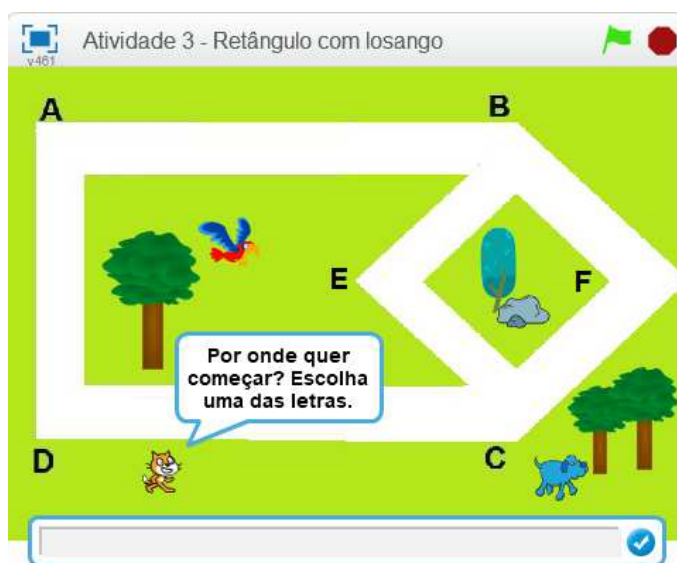 Atividade 3 - Retângulo com losango
v461
A
B
E
F
Por onde quer
começar? Escolha
uma das letras.
D
C